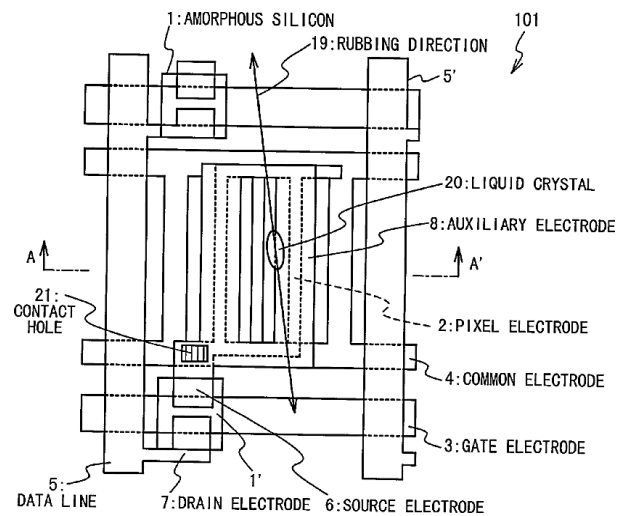 1:AMORPHOUS SILICON
19:RUBBING DIRECTION
101
5'
20:LIQUID CRYSTAL
8:AUXILIARY ELECTRODE
A
A'
21:
CONTACT
HOLE
2:PIXEL ELECTRODE
4:COMMON ELECTRODE
3:GATE ELECTRODE
5:
DATA LINE
1'
7:DRAIN ELECTRODE
6:SOURCE ELECTRODE